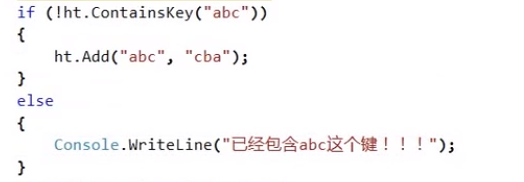 if (!ht.ContainsKey("abc"))
{
    ht.Add("abc", "cba");
}
else
{
    Console.WriteLine("已经包含abc这个键！！！");
}